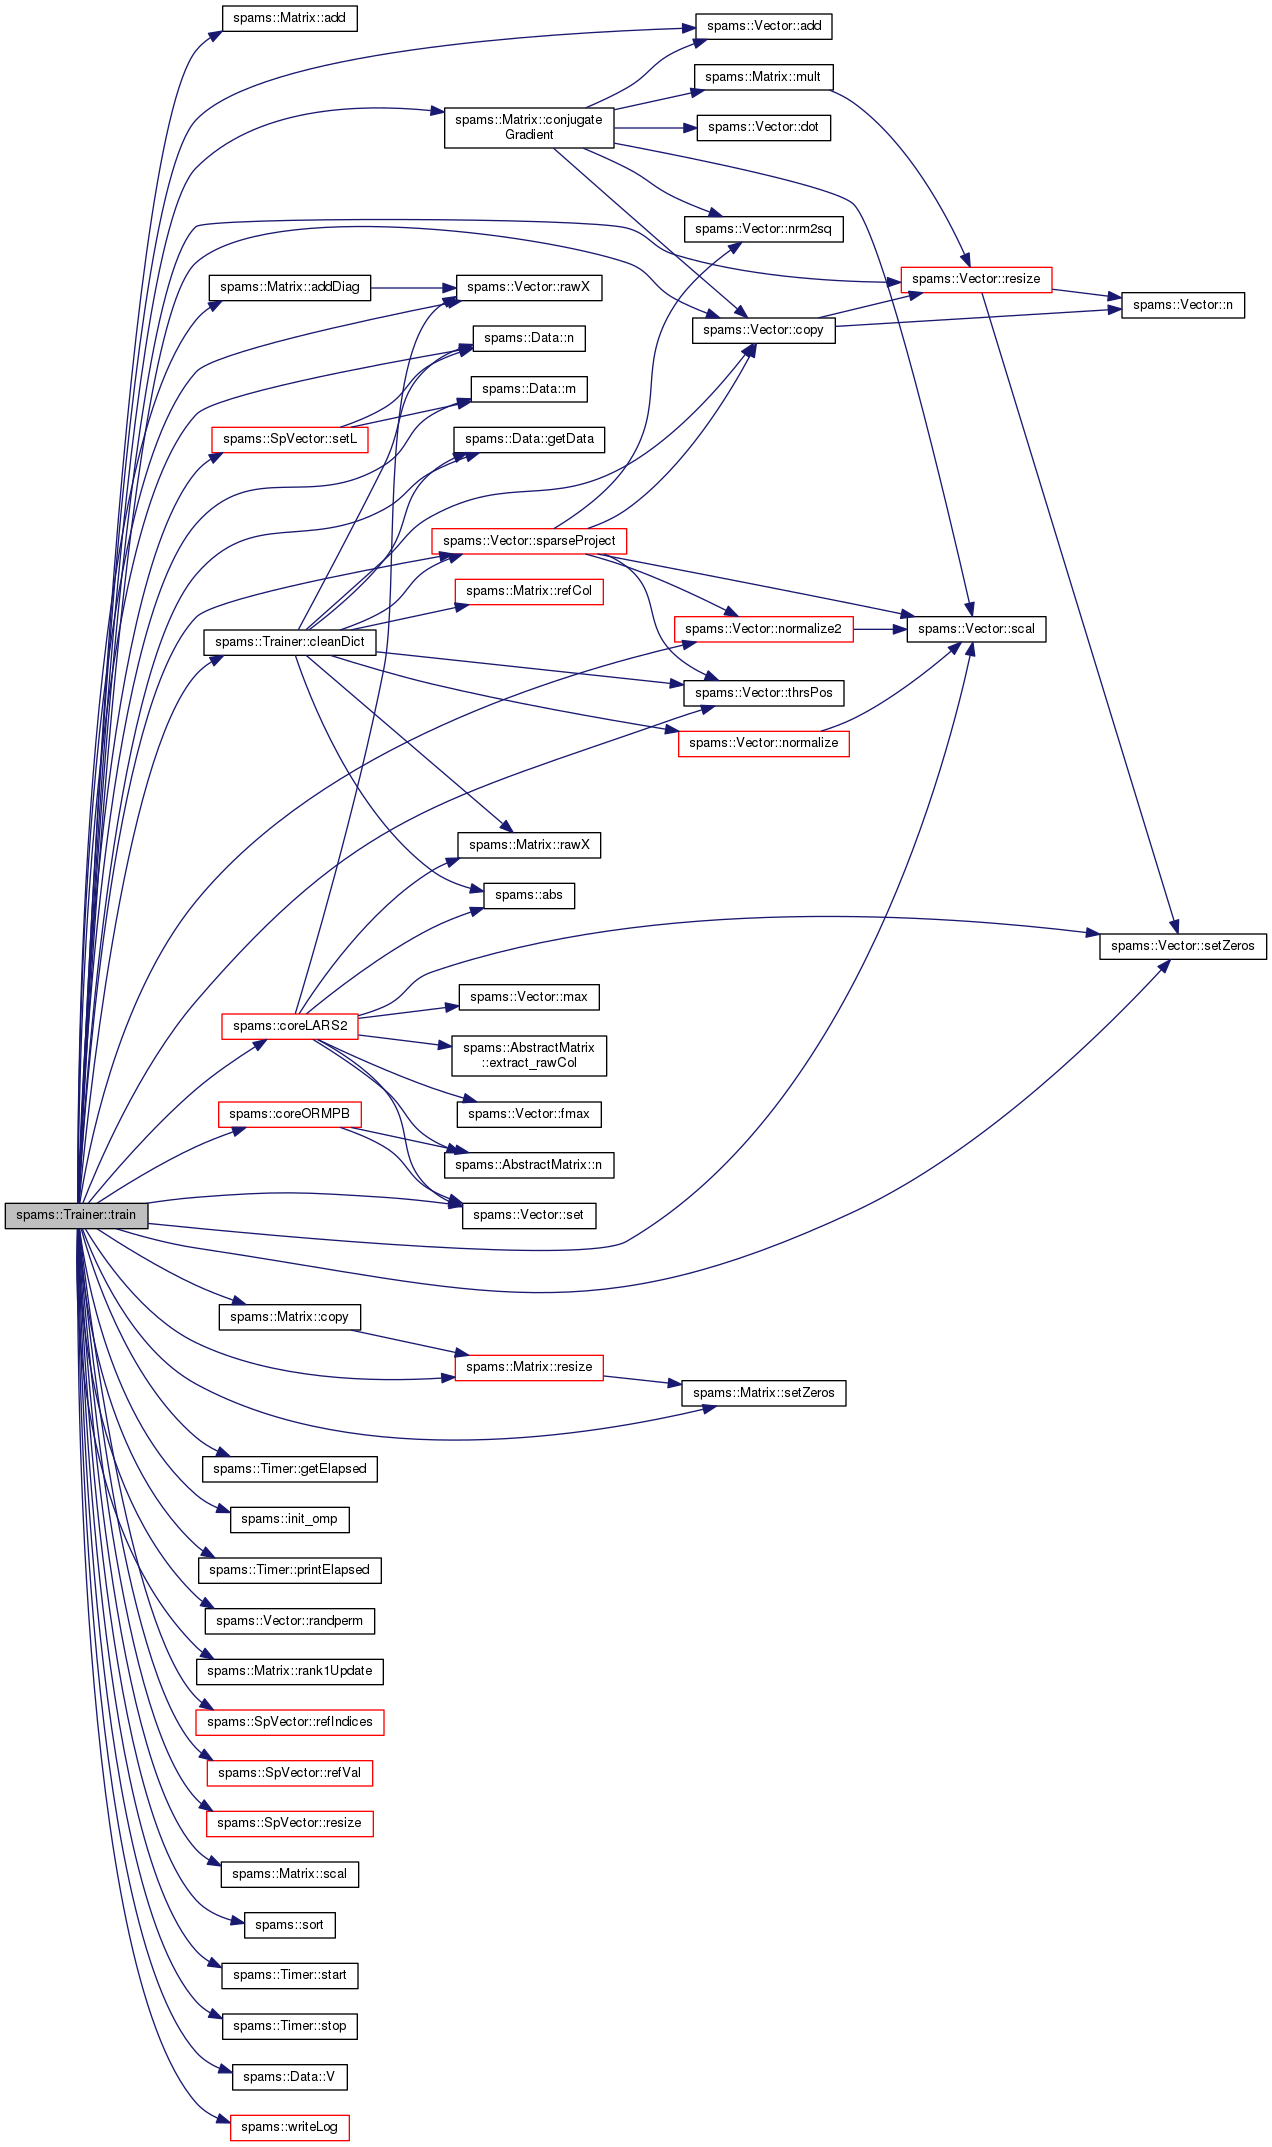 spams::Matrix::add
spams::Vector::add
spams::Matrix::mult
spams::Matrix::conjugate
Gradient
spams::Vector::dot
spams::Vector::nrm2sq
spams::Vector::resize
spams::Matrix::addDiag
spams::Vector::rawX
spams::Vector::n
spams::Vector::copy
spams::Data::n
spams::Data::m
spams::SpVector::setL
spams::Data::getData
spams::Vector::sparseProject
spams::Matrix::refCol
spams::Trainer::cleanDict
spams::Vector::normalize2
spams::Vector::scal
spams::Vector::thrsPos
spams::Vector::normalize
spams::Matrix::rawX
spams::abs
spams::Vector::setZeros
spams::Vector::max
spams::coreLARS2
spams::AbstractMatrix
::extract_rawCol
spams::coreORMPB
spams::Vector::fmax
spams::AbstractMatrix::n
spams::Trainer::train
spams::Vector::set
spams::Matrix::copy
spams::Matrix::resize
spams::Matrix::setZeros
spams::Timer::getElapsed
spams::init_omp
spams::Timer::printElapsed
spams::Vector::randperm
spams::Matrix::rank1Update
spams::SpVector::refIndices
spams::SpVector::refVal
spams::SpVector::resize
spams::Matrix::scal
spams::sort
spams::Timer::start
spams::Timer::stop
spams::Data::V
spams::writeLog